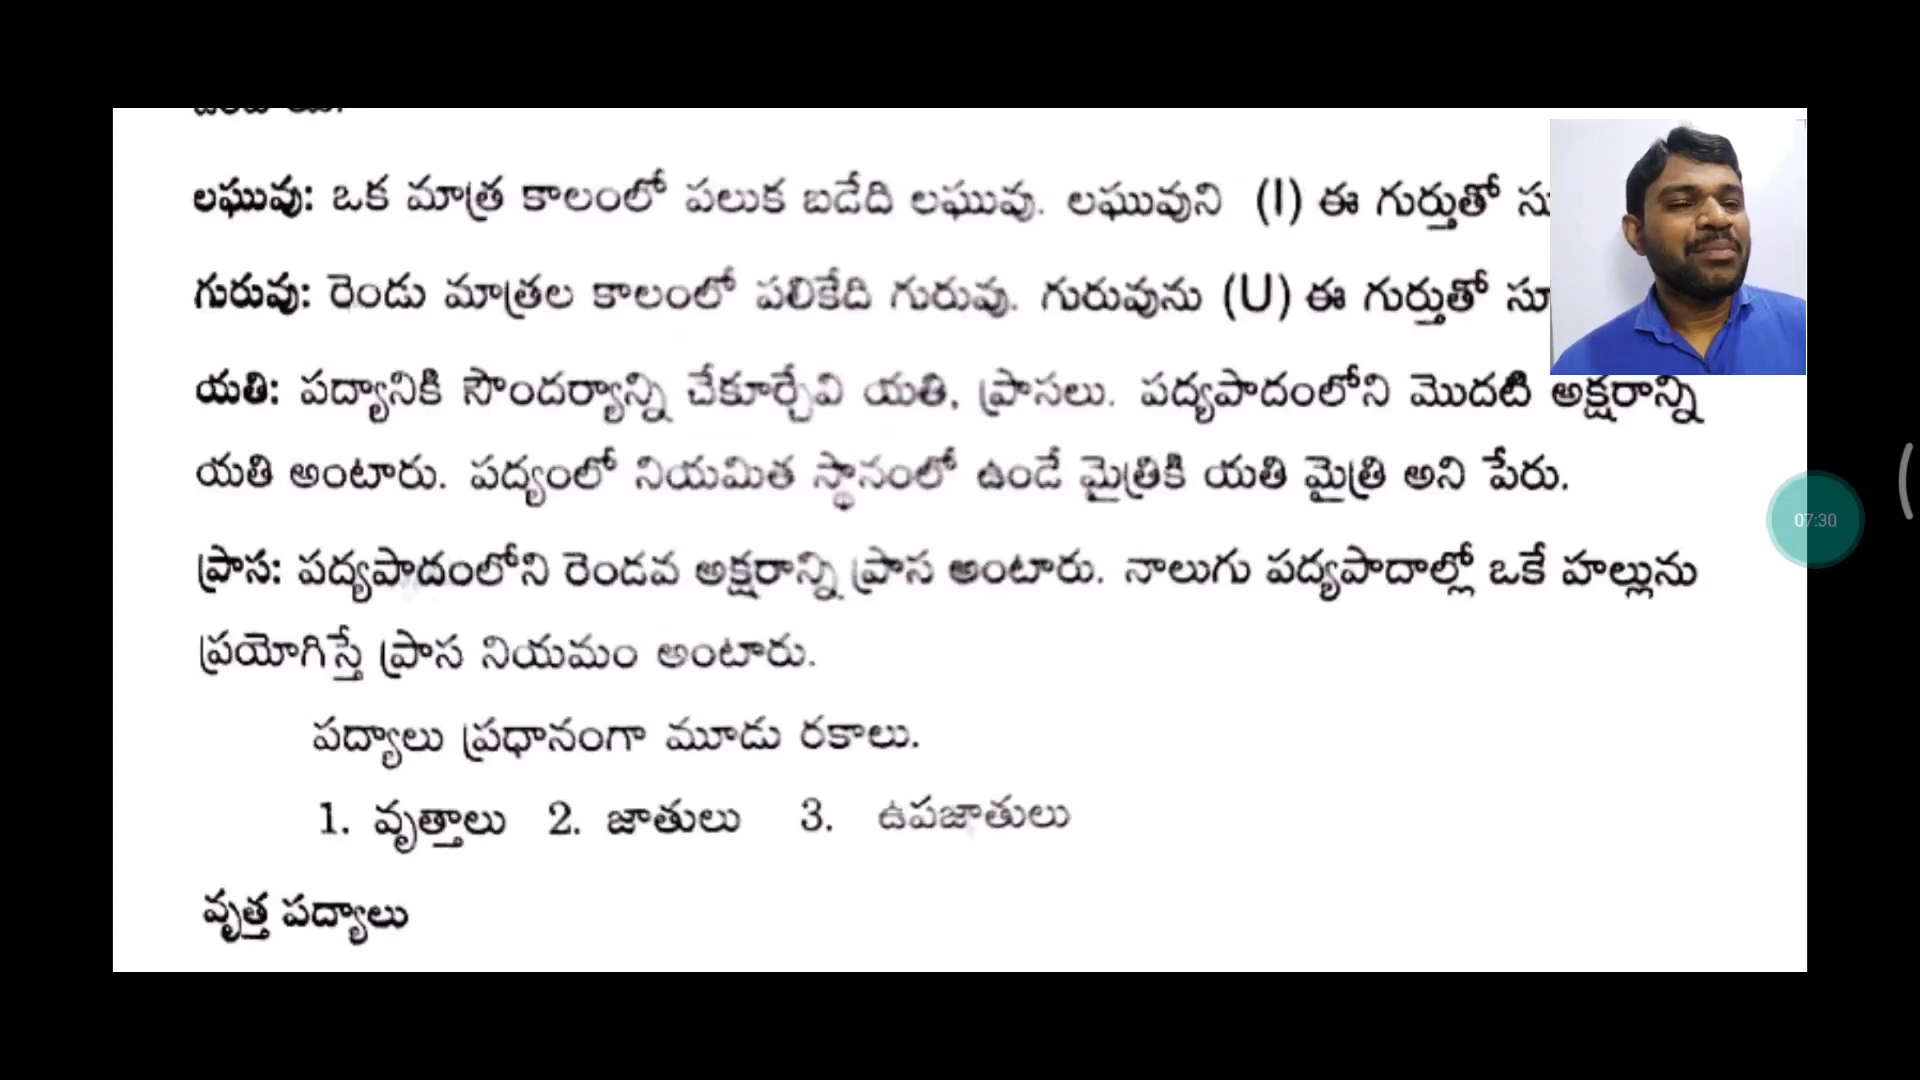 లఘువు: ఒక మాత్ర కాలంలో పలుక బడేది లఘువు. లఘువుని (I) ఈ గుర్తుతో
గురువు: రెండు మాత్రల కాలంలో పలికేది గురువు. గురువును (U) ఈ గుర్తుతో
యతి: పద్యానికి సౌందర్యాన్ని చేకూర్చేవి యతి, ప్రాసలు. పద్యపాదంలోని మొదటి అక్షరాన్ని
యతి అంటారు. పద్యంలో నియమిత స్థానంలో ఉండే మైత్రికి యతి మైత్రి అని పేరు.
07:30
ప్రాస: పద్యపాదంలోని రెండవ అక్షరాన్ని ప్రాస అంటారు. నాలుగు పద్యపాదాల్లో ఒకే హల్లును
ప్రయోగిస్తే ప్రాస నియమం అంటారు.
పద్యాలు ప్రధానంగా మూడు రకాలు.
1. వృత్తాలు 2. జాతులు 3. ఉపజాతులు
వృత్త పద్యాలు